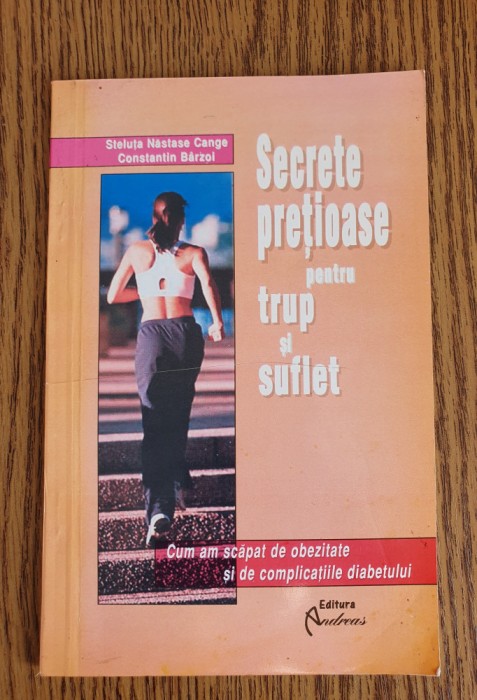 Steluța Năstase Cange
Constantin Bârzoi
Secrete
prețioase
pentru
trup
și
suflet
Cum am scăpat de obezitate
și de complicațiile diabetului
Editura
Andreas